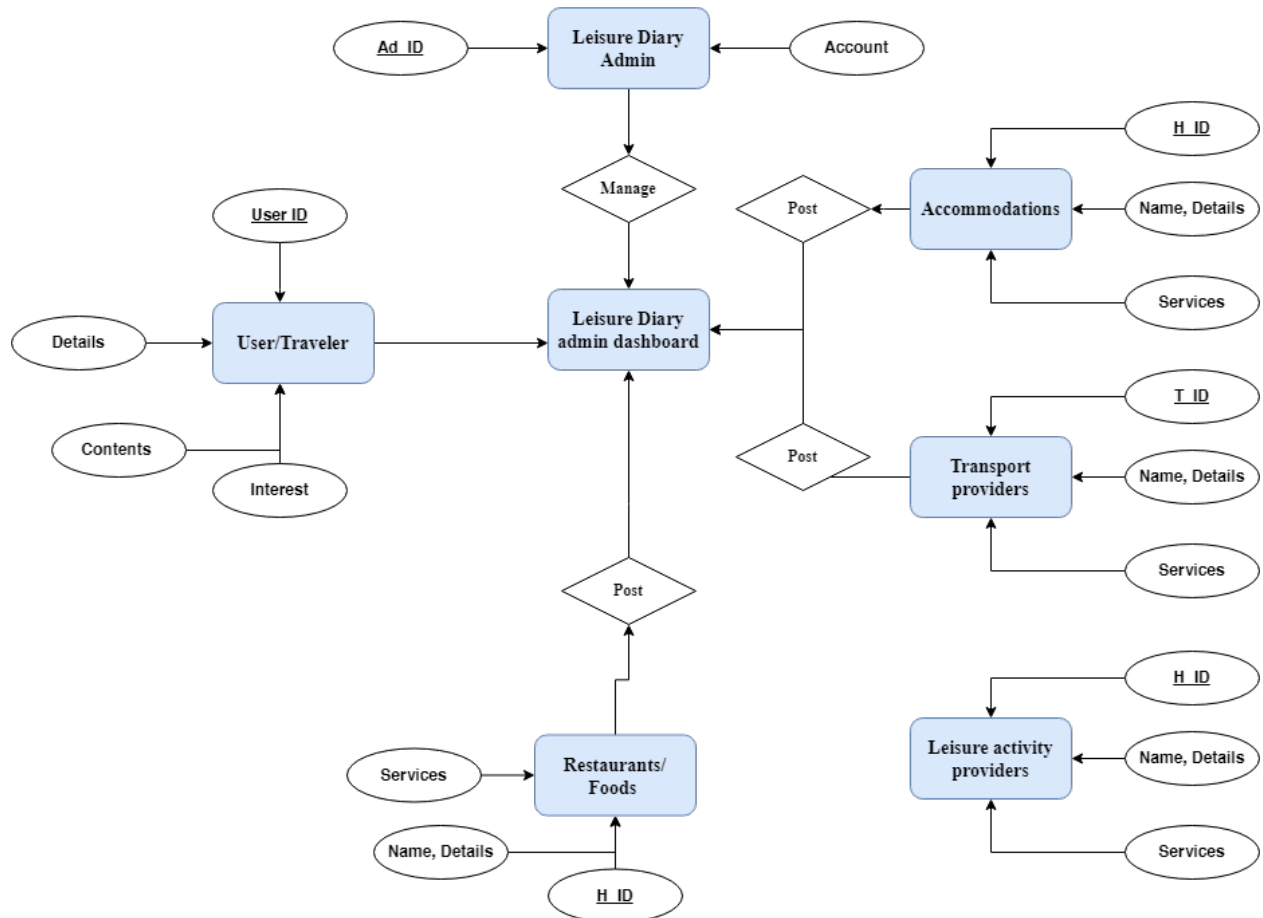 Ad_ID
Leisure Diary
Admin
Account
H_ID
Manage
Post
Accommodations
Name, Details
User ID
Services
Leisure Diary
admin dashboard
Details
User/Traveler
T_ID
Contents
Post
Transport
providers
Name, Details
Interest
Services
Post
H_ID
Services
Restaurants/
Foods
Leisure activity
providers
Name, Details
Name, Details
Services
H_ID